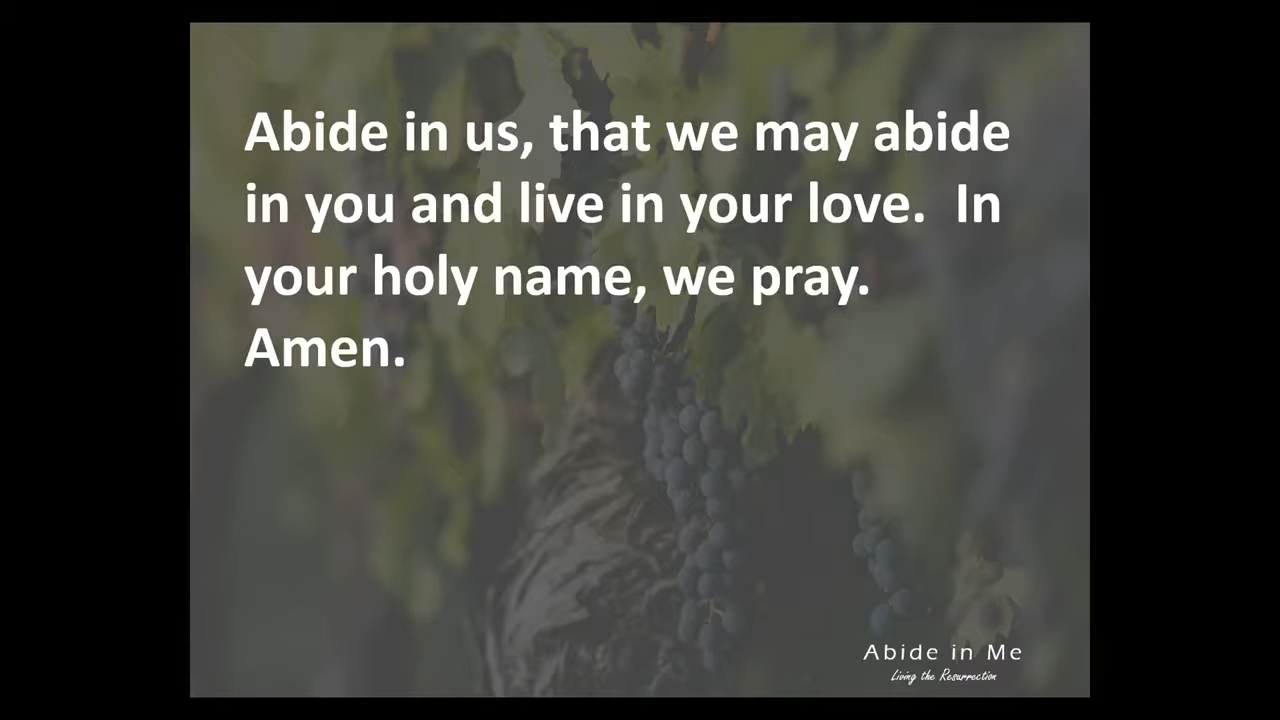 Abide in us, that we may abide
in you and live in your love.  In
your holy name, we pray.
Amen.
Abide in Me
Living the Resurrection